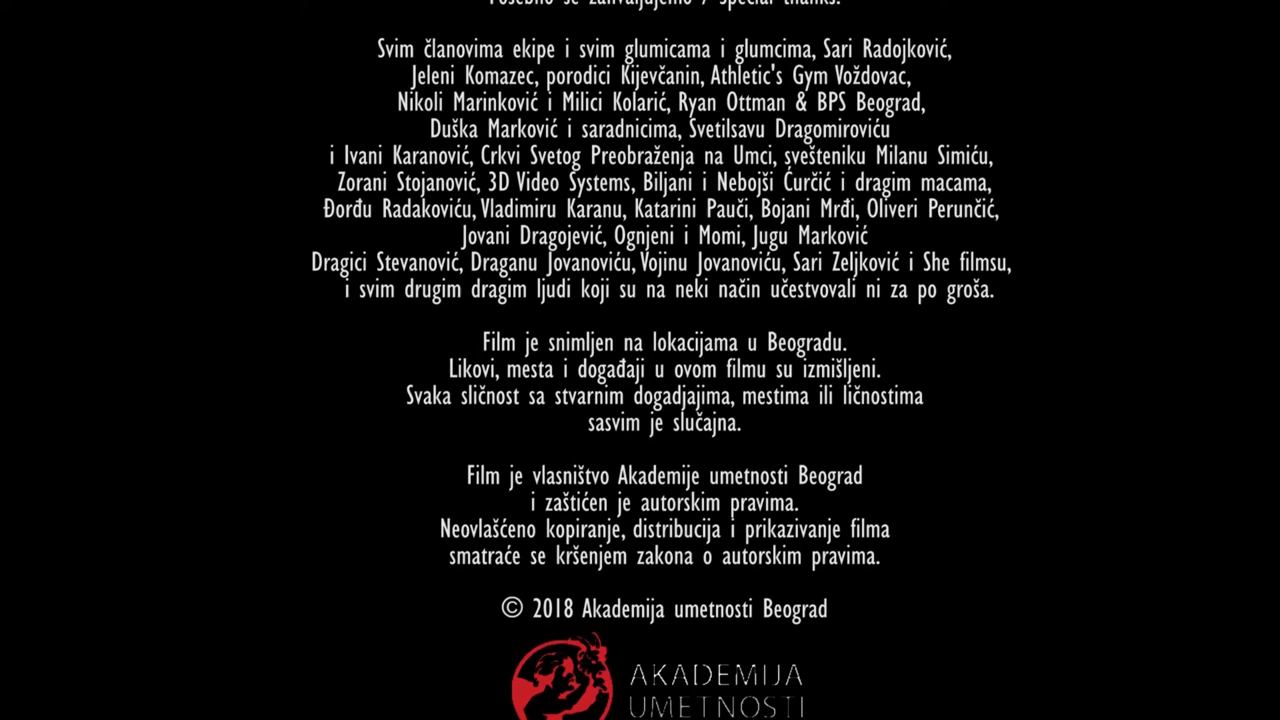 Posebno se zahvaljujemo / special thanks:
Svim članovima ekipe i svim glumicama i glumcima, Sari Radojković,
Jeleni Komazec, porodici Kijevčanin, Athletic's Gym Voždovac,
Nikoli Marinković i Milici Kolarić, Ryan Ottman & BPS Beograd,
Duška Marković i saradnicima, Svetilsavu Dragomiroviću
i Ivani Karanović, Crkvi Svetog Preobraženja na Umci, svešteniku Milanu Simiću,
Zorani Stojanović, 3D Video Systems, Biljani i Nebojši Ćurčić i dragim macama,
Đorđu Radakoviću, Vladimiru Karanu, Katarini Pauči, Bojani Mrđi, Oliveri Perunčić,
Jovani Dragojević, Ognjeni i Momi, Jugu Marković
Dragici Stevanović, Draganu Jovanoviću, Vojinu Jovanoviću, Sari Zeljković i She filmsu,
i svim drugim dragim ljudi koji su na neki način učestvovali ni za po groša.
Film je snimljen na lokacijama u Beogradu.
Likovi, mesta i događaji u ovom filmu su izmišljeni.
Svaka sličnost sa stvarnim dogadjajima, mestima ili ličnostima
sasvim je slučajna.
Film je vlasništvo Akademije umetnosti Beograd
i zaštićen je autorskim pravima.
Neovlašćeno kopiranje, distribucija i prikazivanje filma
smatraće se kršenjem zakona o autorskim pravima.
© 2018 Akademija umetnosti Beograd
AKADEMIJA
UMETNOSTI